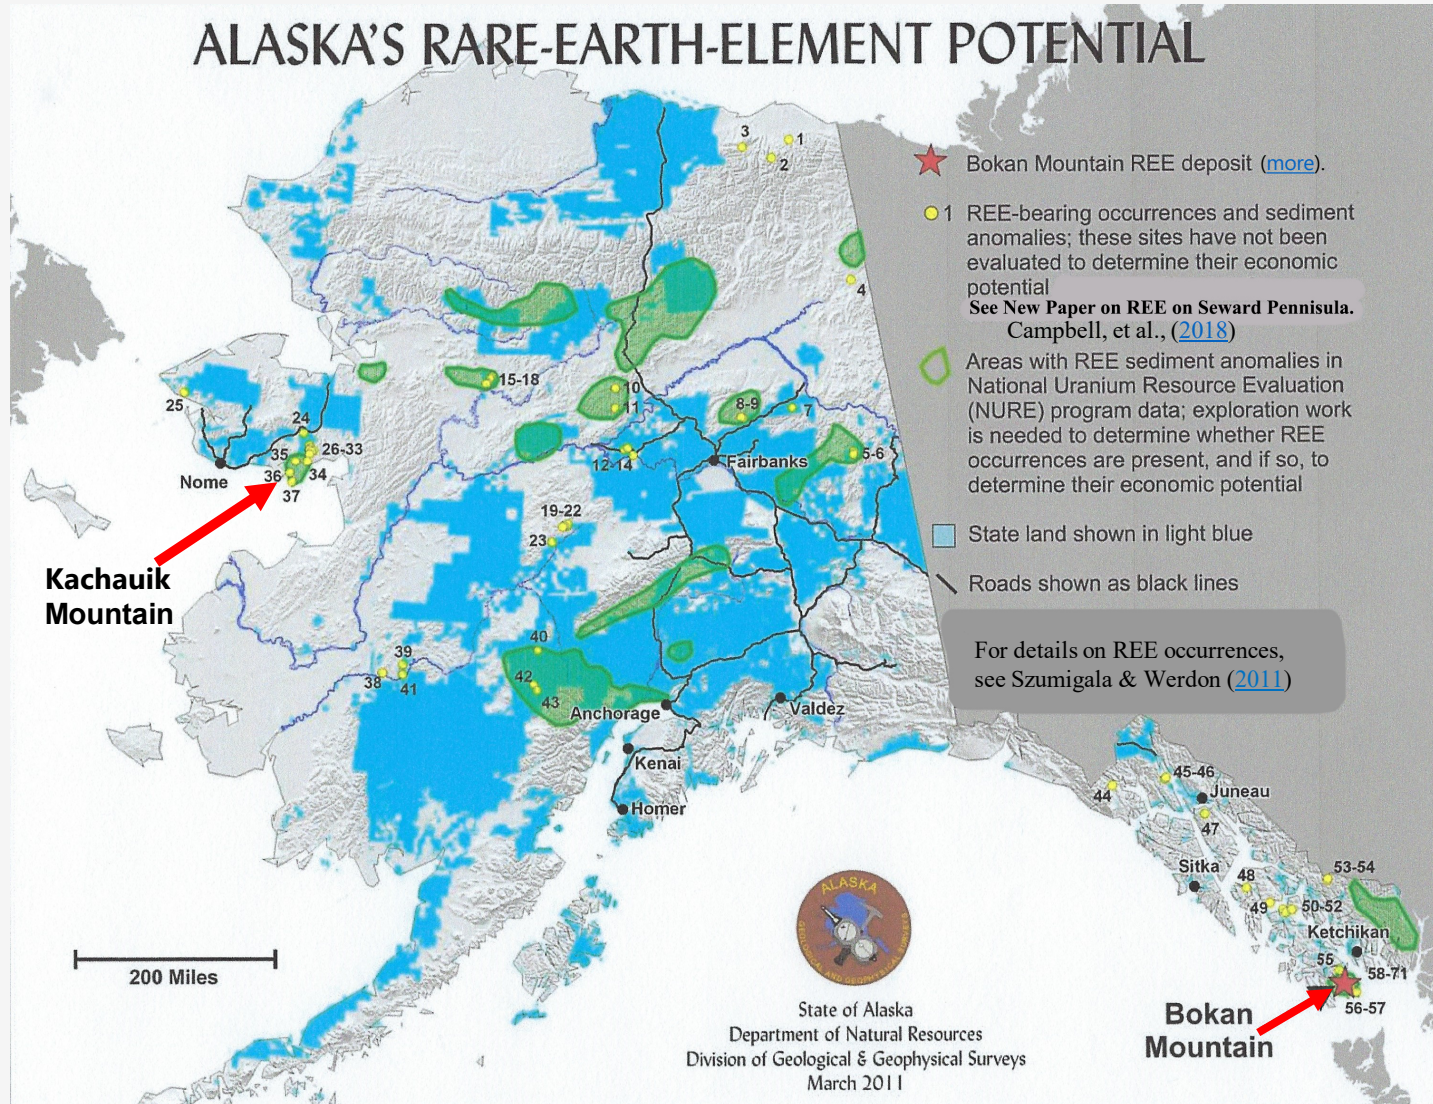 ALASKA'S RARE-EARTH-ELEMENT POTENTIAL
Bokan Mountain REE deposit (more).
1 REE-bearing occurrences and sediment
anomalies; these sites have not been
evaluated to determine their economic
potential
See New Paper on REE on Seward Pennisula.
Campbell, et al., (2018)
Areas with REE sediment anomalies in
National Uranium Resource Evaluation
(NURE) program data; exploration work
is needed to determine whether REE
occurrences are present, and if so, to
determine their economic potential
State land shown in light blue
Roads shown as black lines
For details on REE occurrences,
see Szumigala & Werdon (2011)
3
1
2
4
15-18
10
11
8-9
7
25
24
26-33
35
34
36
37
Nome
12-14
Fairbanks
5-6
19-22
23
Kachauik
Mountain
40
39
38
41
42
43
Anchorage
Valdez
Kenai
Homer
45-46
44
Juneau
47
Sitka
48
53-54
49
50-52
Ketchikan
55
58-71
56-57
Bokan
Mountain
200 Miles
ALASKA
GEOLOGICAL AND GEOPHYSICAL SURVEYS
State of Alaska
Department of Natural Resources
Division of Geological & Geophysical Surveys
March 2011